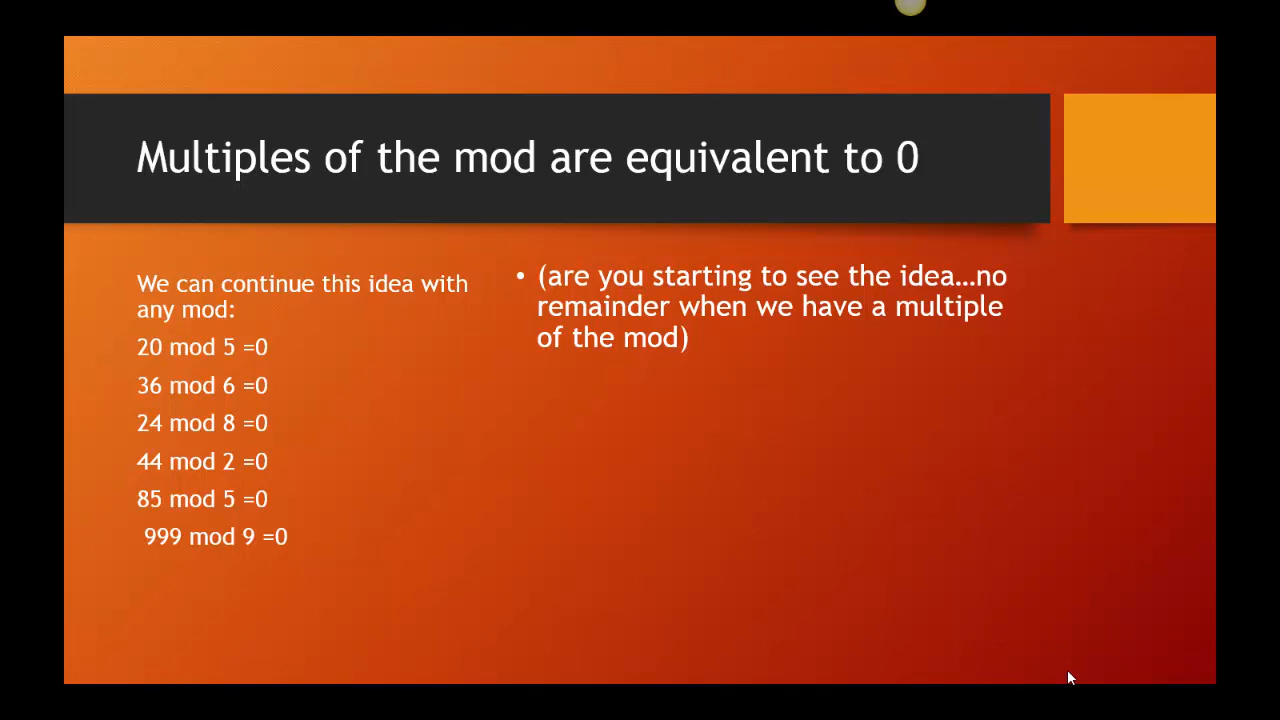 Multiples of the mod are equivalent to 0
We can continue this idea with
any mod:
20 mod 5 =0
36 mod 6 =0
24 mod 8 =0
44 mod 2 =0
85 mod 5 =0
999 mod 9 =0
• (are you starting to see the idea…no
remainder when we have a multiple
of the mod)